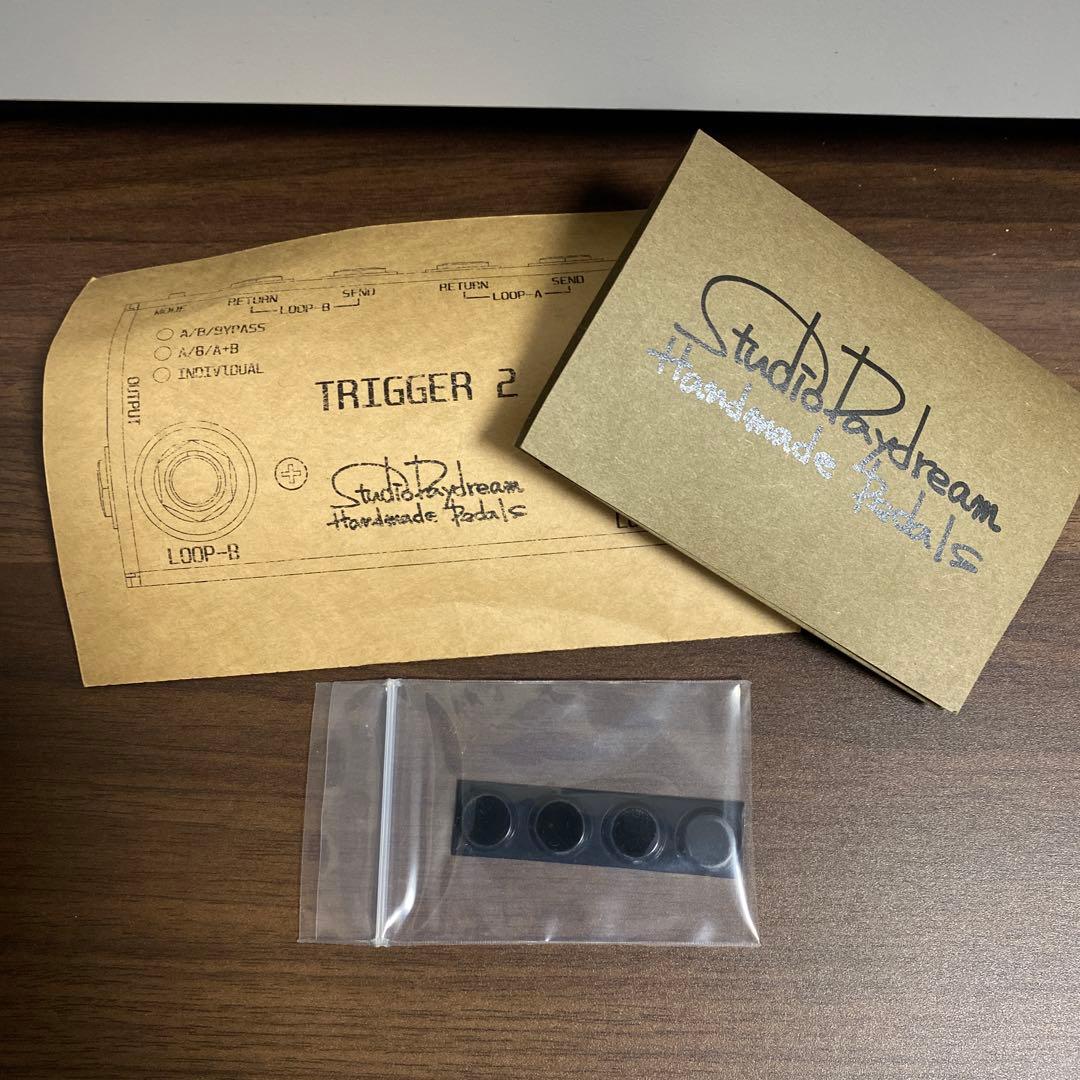 MODE
RETURN
SEND
LOOP-B
RETURN
SEND
LOOP-A
A/B/BYPASS
A/B/A+B
INDIVIDUAL
OUTPUT
TRIGGER 2
StudioDaydream
Handmade Pedals
LOOP-B
StudioDaydream
Handmade Pedals